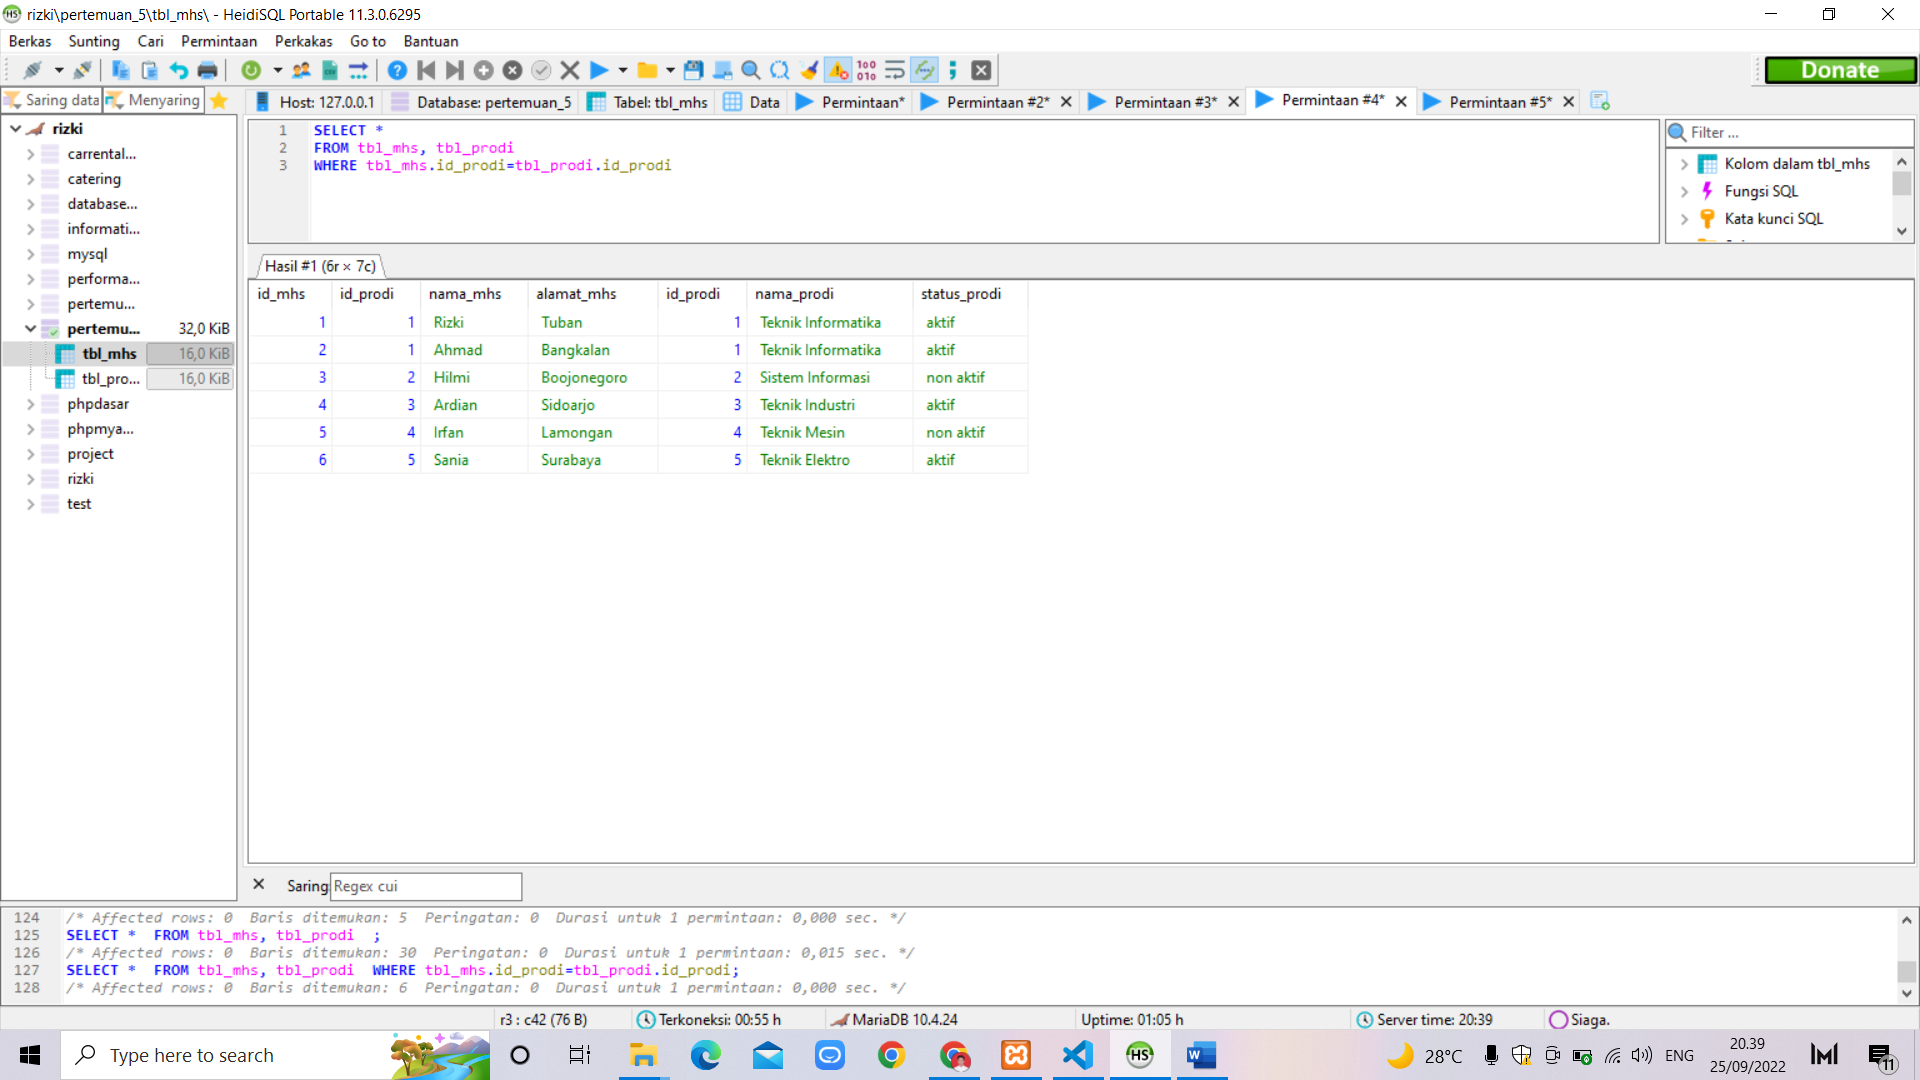 rizki\pertemuan_5\tbl_mhs\ - HeidiSQL Portable 11.3.0.6295
Berkas Sunting Cari Permintaan Perkakas Go to Bantuan
Donate
Saring data Menyaring
Host: 127.0.0.1 Database: pertemuan_5 Tabel: tbl_mhs Data Permintaan* Permintaan #2* Permintaan #3* Permintaan #4* Permintaan #5*
rizki
carrental...
catering
database...
informati...
mysql
performa...
pertemu...
pertemu... 32,0 KiB
tbl_mhs 16,0 KiB
tbl_pro... 16,0 KiB
phpdasar
phpmya...
project
rizki
test
1 SELECT *
2 FROM tbl_mhs, tbl_prodi
3 WHERE tbl_mhs.id_prodi=tbl_prodi.id_prodi
Filter ...
Kolom dalam tbl_mhs
Fungsi SQL
Kata kunci SQL
Hasil #1 (6r × 7c)
id_mhs id_prodi nama_mhs alamat_mhs id_prodi nama_prodi status_prodi
1 1 Rizki Tuban 1 Teknik Informatika aktif
2 1 Ahmad Bangkalan 1 Teknik Informatika aktif
3 2 Hilmi Boojonegoro 2 Sistem Informasi non aktif
4 3 Ardian Sidoarjo 3 Teknik Industri aktif
5 4 Irfan Lamongan 4 Teknik Mesin non aktif
6 5 Sania Surabaya 5 Teknik Elektro aktif
Saring: Regex cui
124 /* Affected rows: 0 Baris ditemukan: 5 Peringatan: 0 Durasi untuk 1 permintaan: 0,000 sec. */
125 SELECT * FROM tbl_mhs, tbl_prodi ;
126 /* Affected rows: 0 Baris ditemukan: 30 Peringatan: 0 Durasi untuk 1 permintaan: 0,015 sec. */
127 SELECT * FROM tbl_mhs, tbl_prodi WHERE tbl_mhs.id_prodi=tbl_prodi.id_prodi;
128 /* Affected rows: 0 Baris ditemukan: 6 Peringatan: 0 Durasi untuk 1 permintaan: 0,000 sec. */
r3 : c42 (76 B) Terkoneksi: 00:55 h MariaDB 10.4.24 Uptime: 01:05 h Server time: 20:39 Siaga.
Type here to search
HS
28°C ENG
20.39
25/09/2022
11